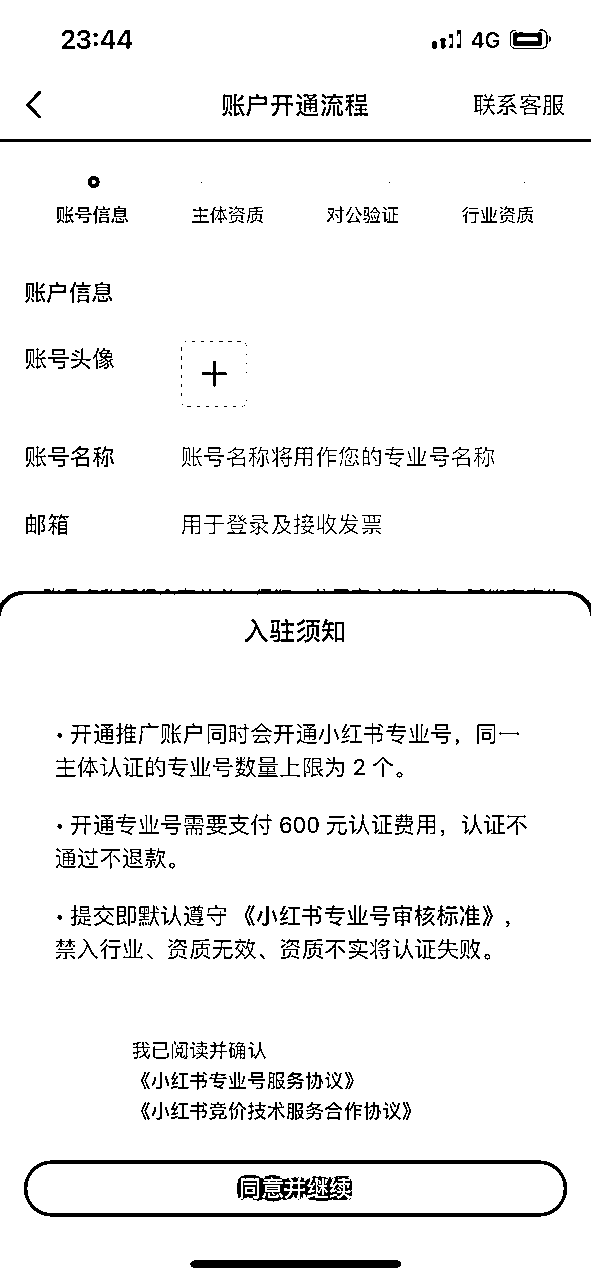 23:44
4G
账户开通流程
联系客服
账号信息
主体资质
对公验证
行业资质
账户信息
账号头像
账号名称
账号名称将用作您的专业号名称
邮箱
用于登录及接收发票
入驻须知
• 开通推广账户同时会开通小红书专业号，同一
主体认证的专业号数量上限为 2 个。
• 开通专业号需要支付 600 元认证费用，认证不
通过不退款。
• 提交即默认遵守 《小红书专业号审核标准》，
禁入行业、资质无效、资质不实将认证失败。
我已阅读并确认
《小红书专业号服务协议》
《小红书竞价技术服务合作协议》
同意并继续